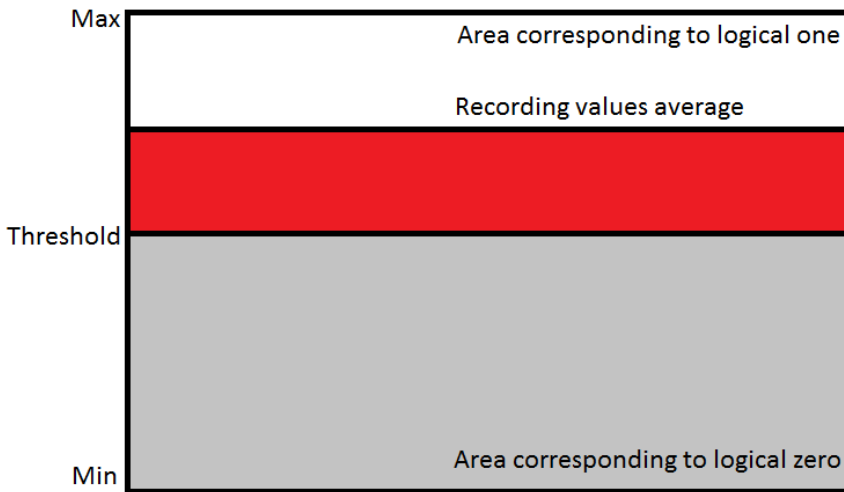 Max
Area corresponding to logical one
Recording values average
Threshold
Area corresponding to logical zero
Min